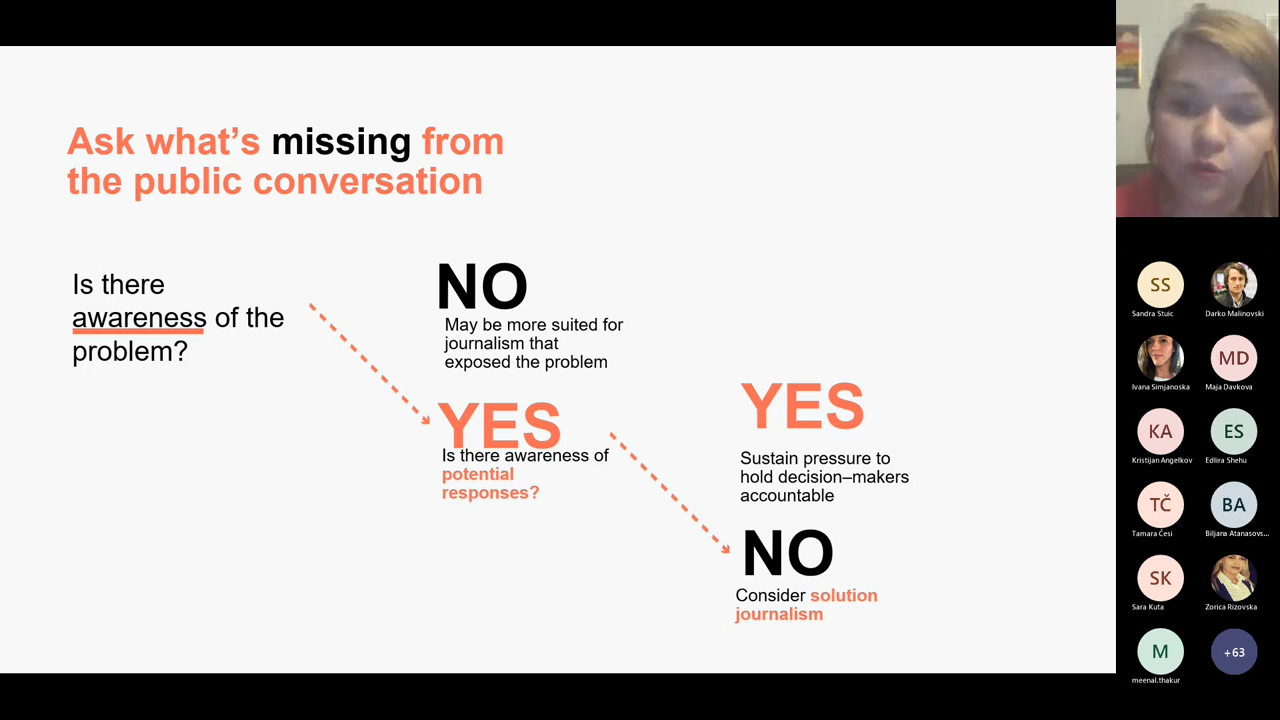 Ask what’s missing from
the public conversation
Is there
awareness of the
problem?
NO
May be more suited for
journalism that
exposed the problem
YES
Is there awareness of
potential
responses?
YES
Sustain pressure to
hold decision–makers
accountable
NO
Consider solution
journalism
SS
Sandra Stuic
Darko Malinovski
Ivana Simjanoska
MD
Maja Davkova
KA
Kristijan Angelkov
ES
Edlira Shehu
TČ
Tamara Česi
BA
Biljana Atanasovs...
SK
Sara Kuta
Zorica Rizovska
M
meenal.thakur
+63